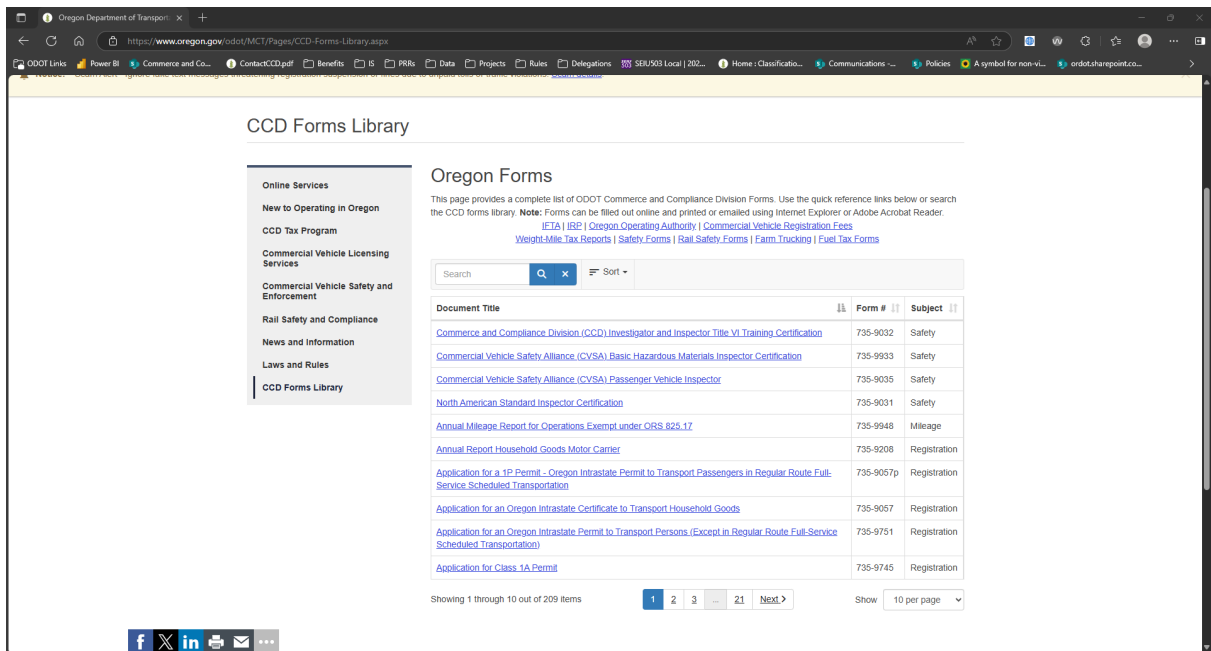 Oregon Department of Transport
https://www.oregon.gov/odot/MCT/Pages/CCD-Forms-Library.aspx
ODOT Links Power BI Commerce and Co... ContactCCD.pdf Benefits IS PRRs Data Projects Rules Delegations SEIU503 Local | 202... Home : Classificatio... Communications -... Policies A symbol for non-vi... ordot.sharepoint.co...
CCD Forms Library
Online Services
New to Operating in Oregon
CCD Tax Program
Commercial Vehicle Licensing
Services
Commercial Vehicle Safety and
Enforcement
Rail Safety and Compliance
News and Information
Laws and Rules
CCD Forms Library
Oregon Forms
This page provides a complete list of ODOT Commerce and Compliance Division Forms. Use the quick reference links below or search
the CCD forms library. Note: Forms can be filled out online and printed or emailed using Internet Explorer or Adobe Acrobat Reader.
IFTA | IRP | Oregon Operating Authority | Commercial Vehicle Registration Fees
Weight-Mile Tax Reports | Safety Forms | Rail Safety Forms | Farm Trucking | Fuel Tax Forms
Search Sort
Document Title Form # Subject
Commerce and Compliance Division (CCD) Investigator and Inspector Title VI Training Certification 735-9032 Safety
Commercial Vehicle Safety Alliance (CVSA) Basic Hazardous Materials Inspector Certification 735-9933 Safety
Commercial Vehicle Safety Alliance (CVSA) Passenger Vehicle Inspector 735-9035 Safety
North American Standard Inspector Certification 735-9031 Safety
Annual Mileage Report for Operations Exempt under ORS 825.17 735-9948 Mileage
Annual Report Household Goods Motor Carrier 735-9208 Registration
Application for a 1P Permit - Oregon Intrastate Permit to Transport Passengers in Regular Route Full- 735-9057p Registration
Service Scheduled Transportation
Application for an Oregon Intrastate Certificate to Transport Household Goods 735-9057 Registration
Application for an Oregon Intrastate Permit to Transport Persons (Except in Regular Route Full-Service 735-9751 Registration
Scheduled Transportation)
Application for Class 1A Permit 735-9745 Registration
Showing 1 through 10 out of 209 items 1 2 3 ... 21 Next Show 10 per page